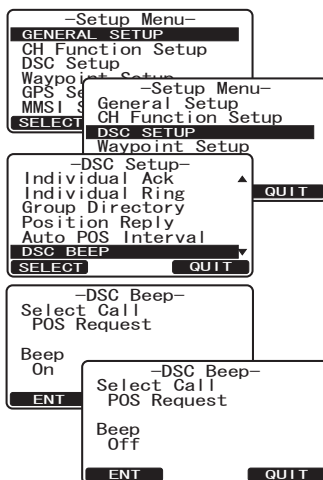 –Setup Menu–
GENERAL SETUP
CH Function Setup
DSC Setup
Waypoint Setup
GPS Se
MMSI S
SELECT
–Setup Menu–
General Setup
CH Function Setup
DSC SETUP
Waypoint Setup
QUIT
–DSC Setup–
Individual Ack
Individual Ring
Group Directory
Position Reply
Auto POS Interval
DSC BEEP
SELECT QUIT
–DSC Beep–
Select Call
POS Request
Beep
On
ENT
–DSC Beep–
Select Call
POS Request
Beep
Off
ENT QUIT